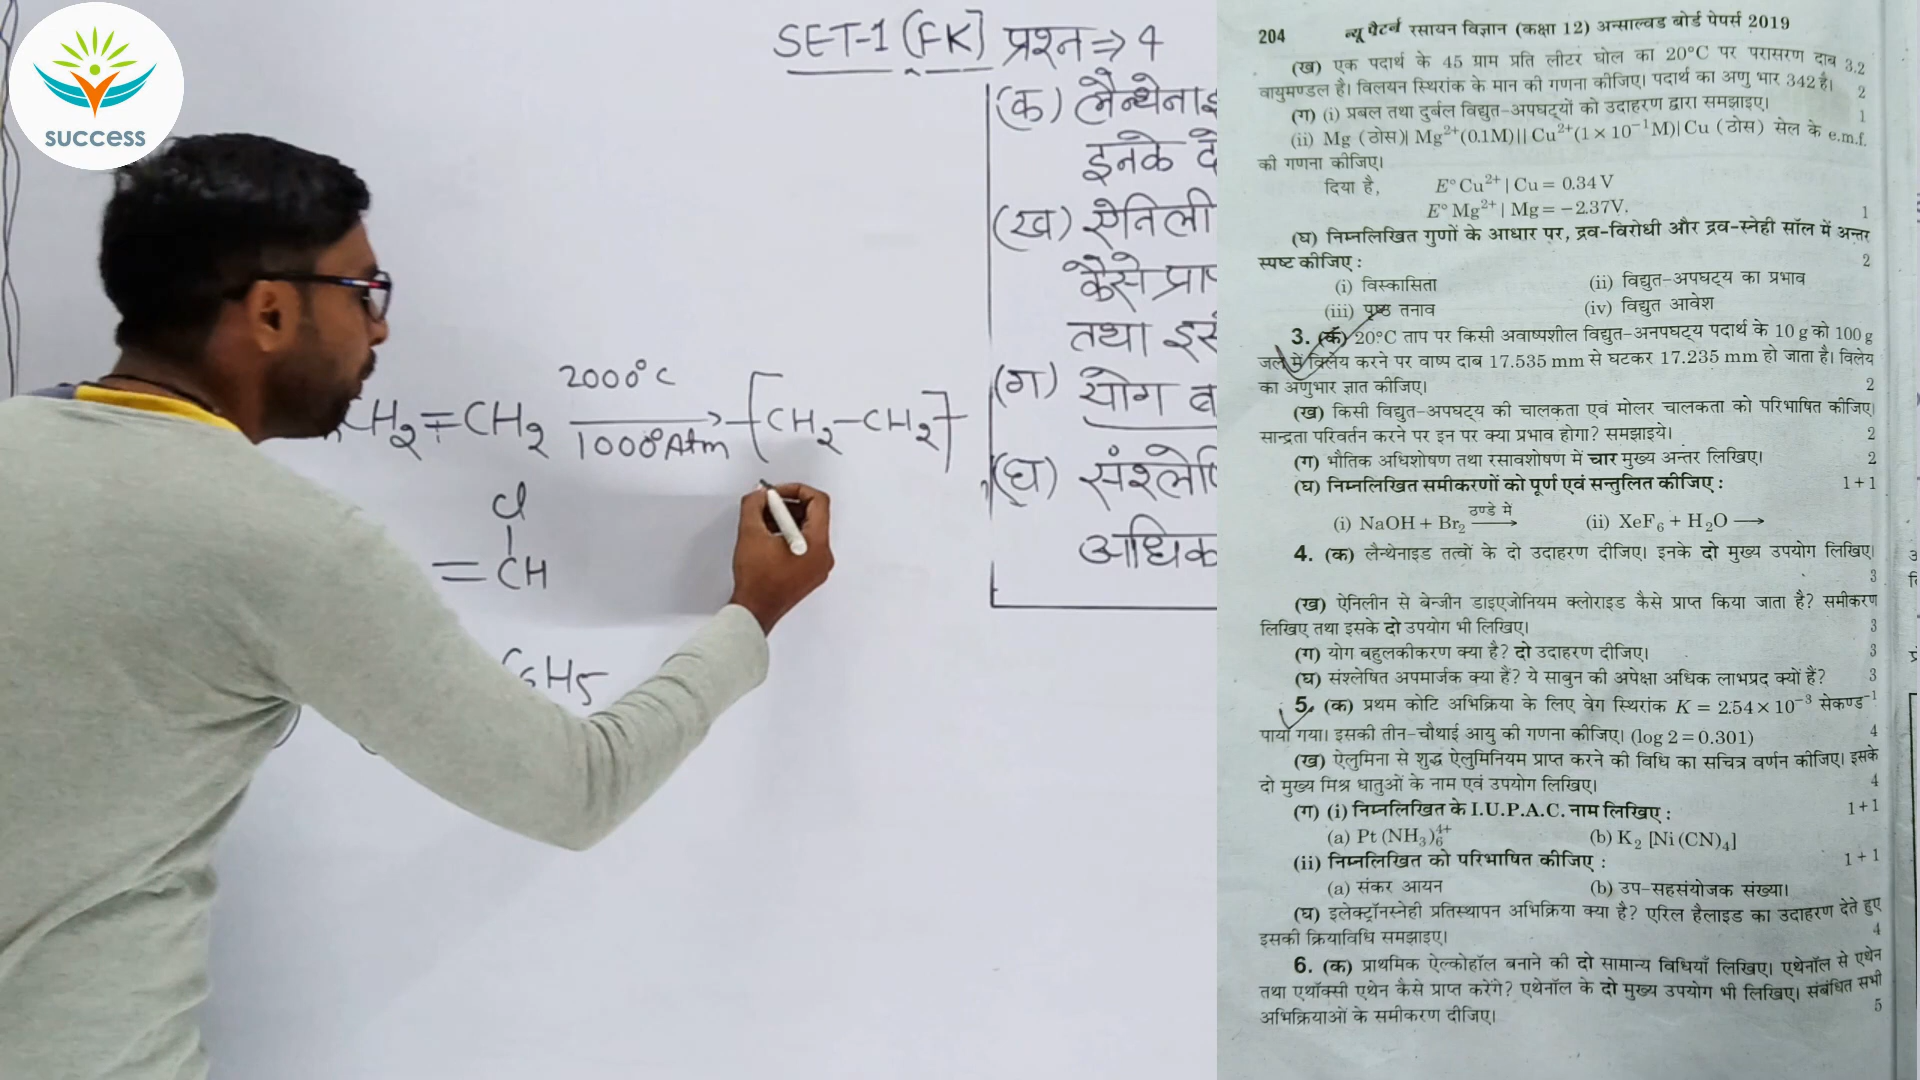 success
SET-1 (FK) प्रश्न ⇒ 4
(क) लैन्थेनाइ
इनके दे
(ख) ऐनिली
कैसे प्राप
तथा इस
(ग) योग ब
(घ) संश्लेषि
अधिक
2000°C
CH2=CH2 ⟶ -[CH2-CH2]-
1000°Atm
Cl
= CH
C6H5
204 न्यू पैटर्न रसायन विज्ञान (कक्षा 12) अन्साल्वड बोर्ड पेपर्स 2019
(ख) एक पदार्थ के 45 ग्राम प्रति लीटर घोल का 20°C पर परासरण दाब 3.2
वायुमण्डल है। विलयन स्थिरांक के मान की गणना कीजिए। पदार्थ का अणु भार 342 है। 2
(ग) (i) प्रबल तथा दुर्बल विद्युत-अपघट्यों को उदाहरण द्वारा समझाइए। 1
(ii) Mg (ठोस)| Mg²⁺(0.1M)|| Cu²⁺(1×10⁻¹M)| Cu (ठोस) सेल के e.m.f.
की गणना कीजिए।
दिया है, E° Cu²⁺ | Cu = 0.34 V
E° Mg²⁺ | Mg = −2.37V. 1
(घ) निम्नलिखित गुणों के आधार पर, द्रव-विरोधी और द्रव-स्नेही सॉल में अन्तर
स्पष्ट कीजिए : 2
(i) विस्कासिता (ii) विद्युत-अपघट्य का प्रभाव
(iii) पृष्ठ तनाव (iv) विद्युत आवेश
3. (क) 20°C ताप पर किसी अवाष्पशील विद्युत-अनपघट्य पदार्थ के 10 g को 100 g
जल में विलेय करने पर वाष्प दाब 17.535 mm से घटकर 17.235 mm हो जाता है। विलेय
का अणुभार ज्ञात कीजिए। 2
(ख) किसी विद्युत-अपघट्य की चालकता एवं मोलर चालकता को परिभाषित कीजिए।
सान्द्रता परिवर्तन करने पर इन पर क्या प्रभाव होगा? समझाइये। 2
(ग) भौतिक अधिशोषण तथा रसावशोषण में चार मुख्य अन्तर लिखिए। 2
(घ) निम्नलिखित समीकरणों को पूर्ण एवं सन्तुलित कीजिए : 1+1
(i) NaOH + Br₂ ठण्डे में ⟶ (ii) XeF₆ + H₂O ⟶
4. (क) लैन्थेनाइड तत्वों के दो उदाहरण दीजिए। इनके दो मुख्य उपयोग लिखिए।
3
(ख) ऐनिलीन से बेन्जीन डाइएजोनियम क्लोराइड कैसे प्राप्त किया जाता है? समीकरण
लिखिए तथा इसके दो उपयोग भी लिखिए। 3
(ग) योग बहुलकीकरण क्या है? दो उदाहरण दीजिए। 3
(घ) संश्लेषित अपमार्जक क्या हैं? ये साबुन की अपेक्षा अधिक लाभप्रद क्यों हैं? 3
5. (क) प्रथम कोटि अभिक्रिया के लिए वेग स्थिरांक K = 2.54×10⁻³ सेकण्ड⁻¹
पाया गया। इसकी तीन-चौथाई आयु की गणना कीजिए। (log 2 = 0.301) 4
(ख) ऐलुमिना से शुद्ध ऐलुमिनियम प्राप्त करने की विधि का सचित्र वर्णन कीजिए। इसके
दो मुख्य मिश्र धातुओं के नाम एवं उपयोग लिखिए। 4
(ग) (i) निम्नलिखित के I.U.P.A.C. नाम लिखिए : 1+1
(a) Pt (NH₃)₆⁴⁺ (b) K₂ [Ni (CN)₄]
(ii) निम्नलिखित को परिभाषित कीजिए : 1+1
(a) संकर आयन (b) उप-सहसंयोजक संख्या।
(घ) इलेक्ट्रॉनस्नेही प्रतिस्थापन अभिक्रिया क्या है? एरिल हैलाइड का उदाहरण देते हुए
इसकी क्रियाविधि समझाइए। 4
6. (क) प्राथमिक ऐल्कोहॉल बनाने की दो सामान्य विधियाँ लिखिए। एथेनॉल से एथेन
तथा एथॉक्सी एथेन कैसे प्राप्त करेंगे? एथेनॉल के दो मुख्य उपयोग भी लिखिए। संबंधित सभी
अभिक्रियाओं के समीकरण दीजिए। 5